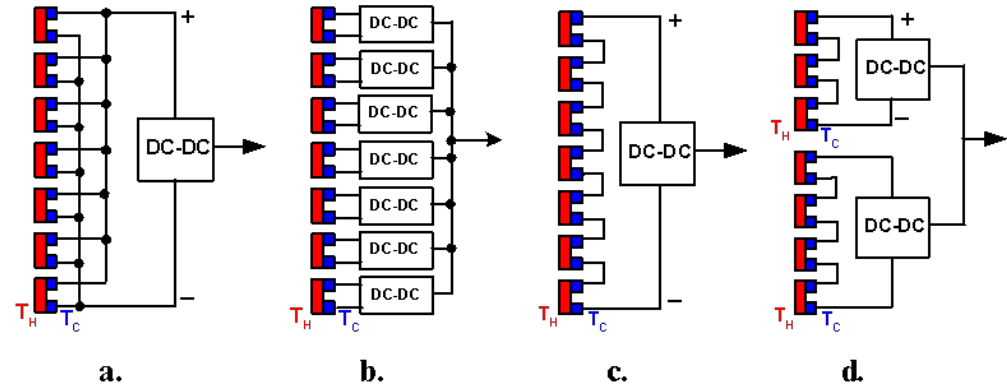 +
DC-DC
−
T_H T_C
a.
DC-DC
DC-DC
DC-DC
DC-DC
DC-DC
DC-DC
DC-DC
T_H T_C
b.
+
DC-DC
−
T_H T_C
c.
+
DC-DC
−
T_H T_C
DC-DC
T_H T_C
d.